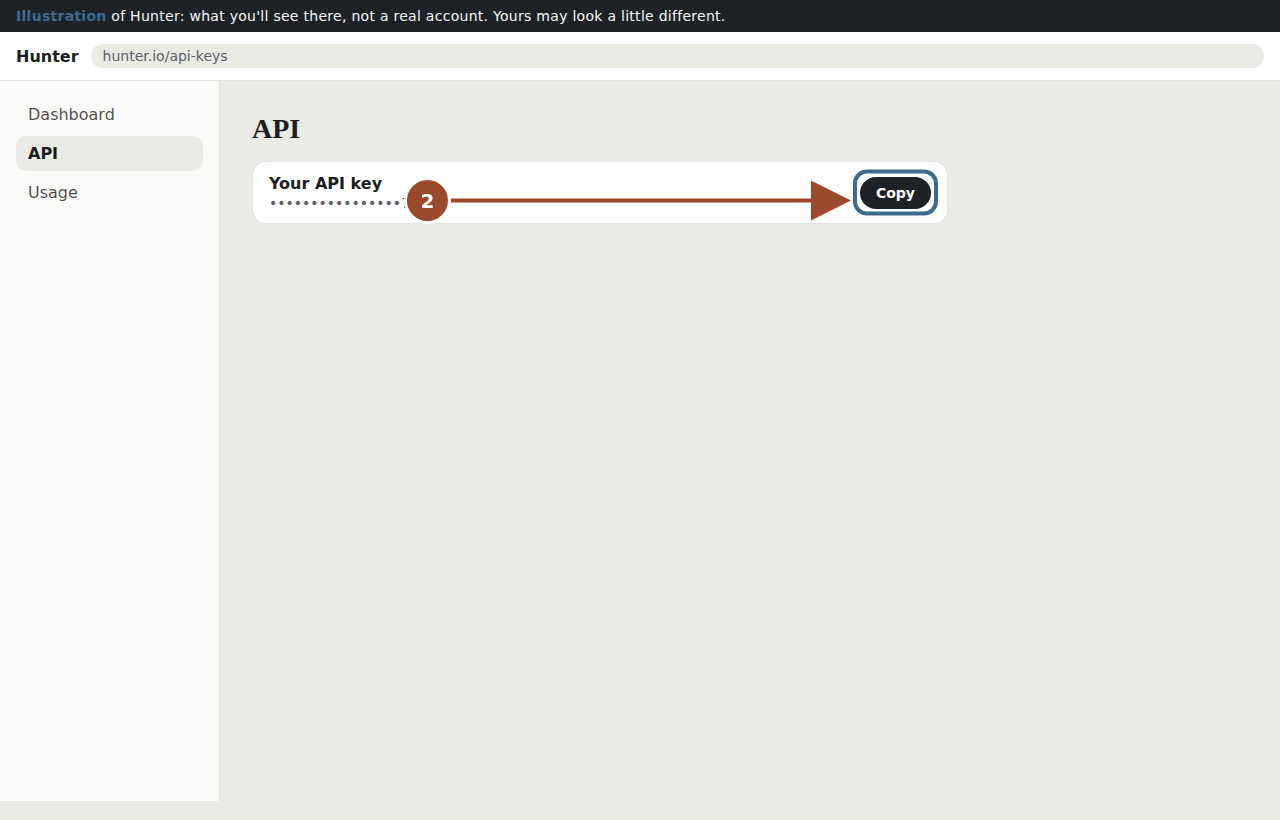 Illustration of Hunter: what you'll see there, not a real account. Yours may look a little different.
Hunter hunter.io/api-keys
Dashboard
API
Usage
API
Your API key
••••••••••••••••
2
Copy